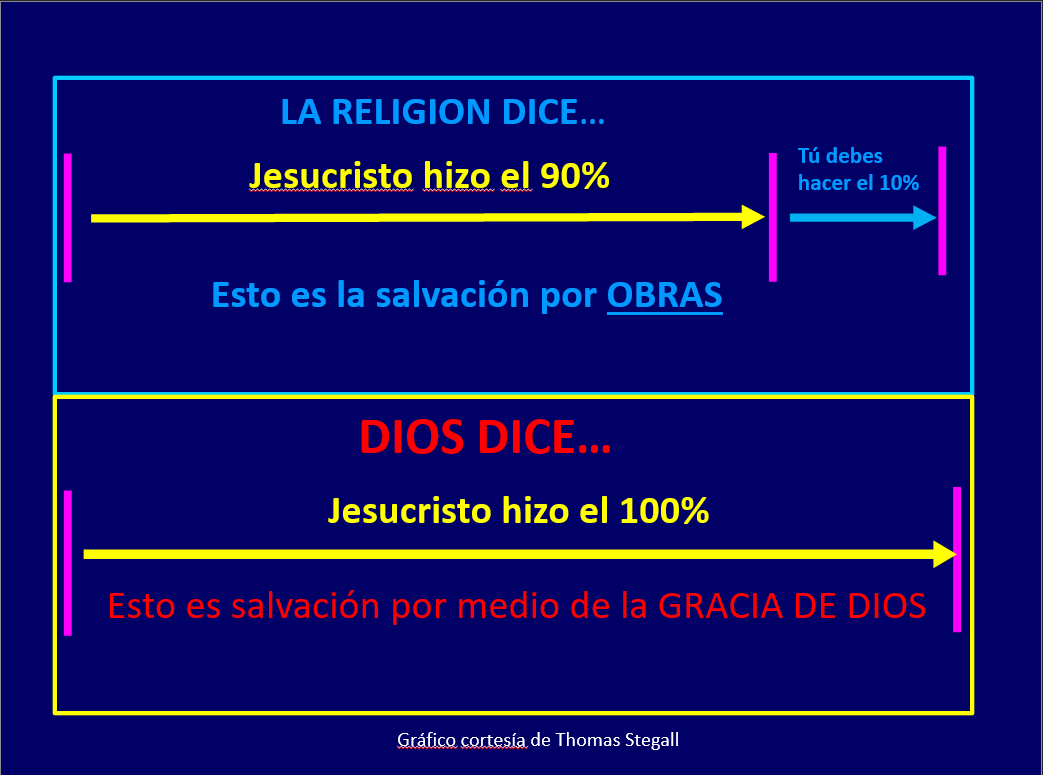 LA RELIGION DICE...
Jesucristo hizo el 90%
Tú debes
hacer el 10%
Esto es la salvación por OBRAS
DIOS DICE...
Jesucristo hizo el 100%
Esto es salvación por medio de la GRACIA DE DIOS
Gráfico cortesía de Thomas Stegall